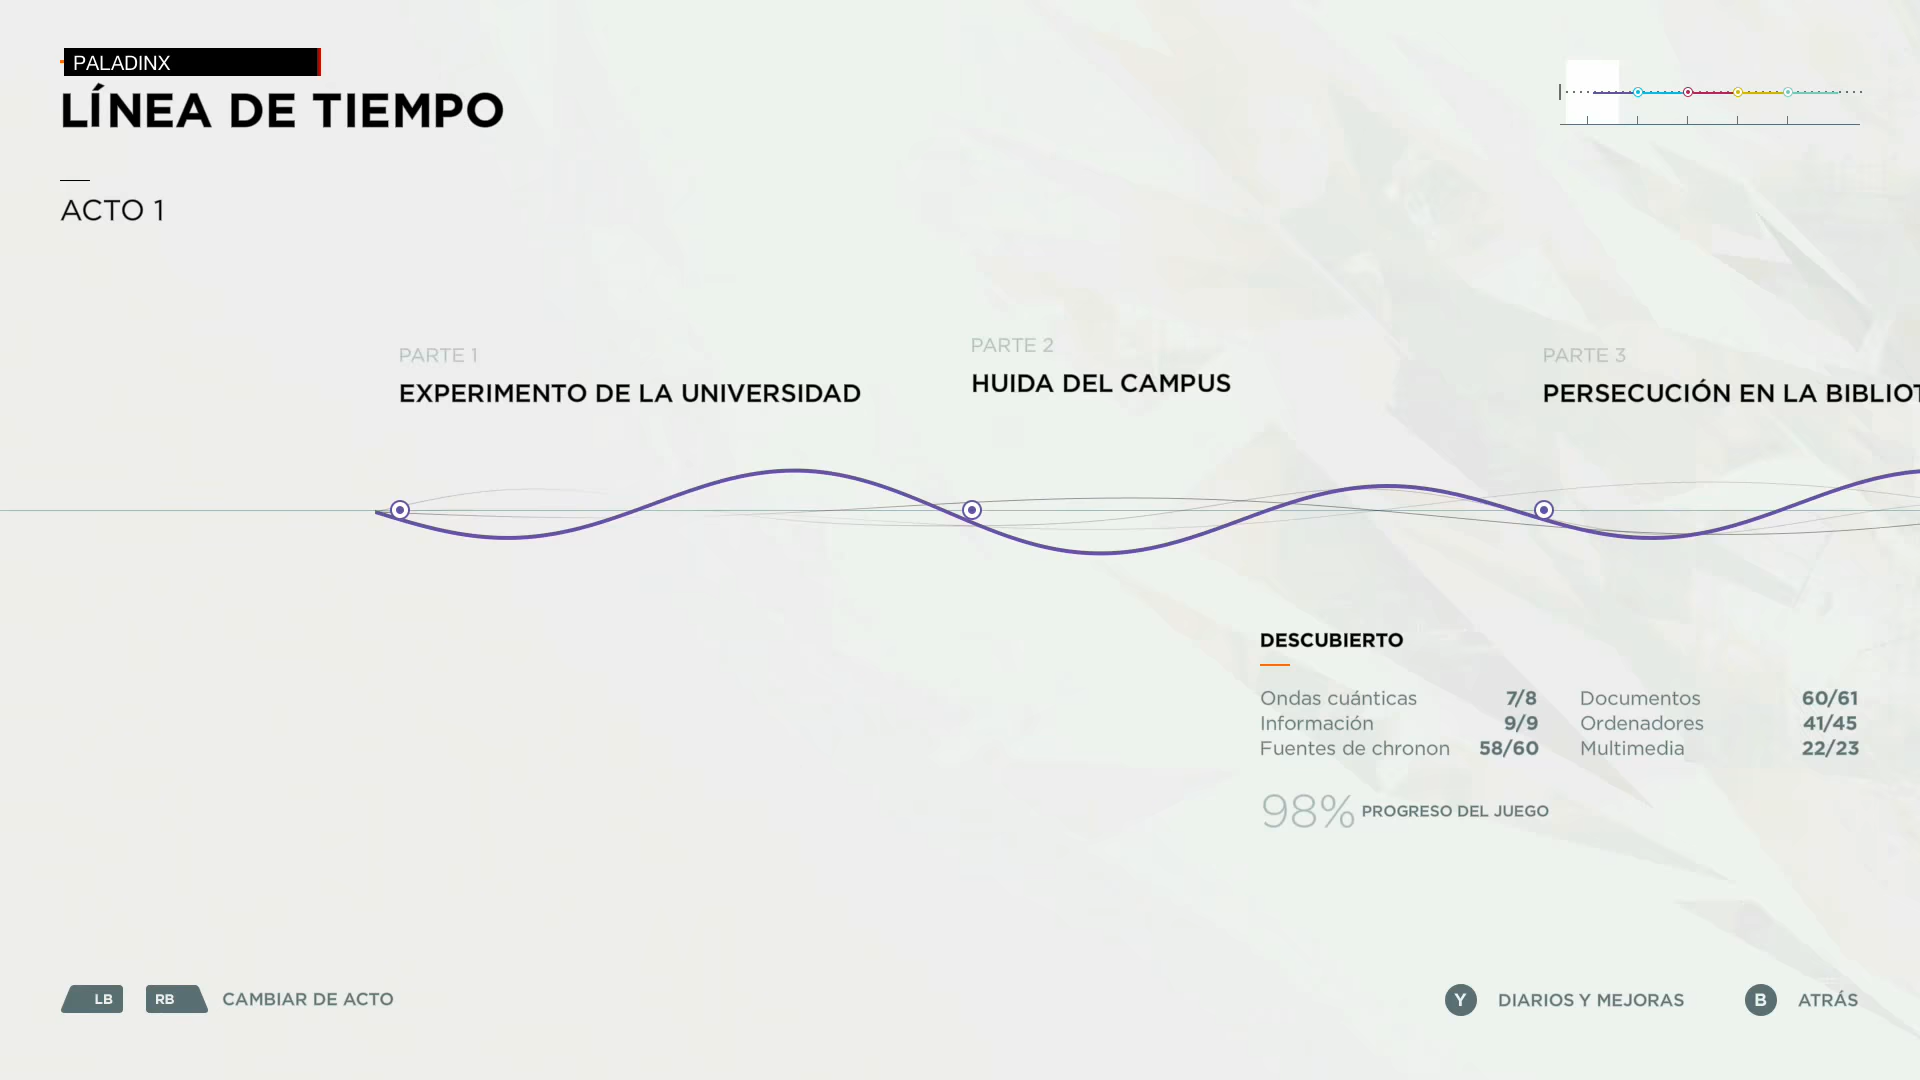 PALADINX
LÍNEA DE TIEMPO
ACTO 1
PARTE 1
EXPERIMENTO DE LA UNIVERSIDAD
PARTE 2
HUIDA DEL CAMPUS
PARTE 3
PERSECUCIÓN EN LA BIBLIOT
DESCUBIERTO
Ondas cuánticas 7/8
Información 9/9
Fuentes de chronon 58/60
Documentos 60/61
Ordenadores 41/45
Multimedia 22/23
98% PROGRESO DEL JUEGO
LB RB CAMBIAR DE ACTO
Y DIARIOS Y MEJORAS
B ATRÁS